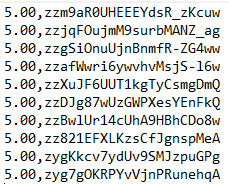 5.00,zzm9aR0UHEEEYdsR_zKcuw
5.00,zzjqFOujmM9surbMANZ_ag
5.00,zzgSiOnuUjnBnmfR-ZG4ww
5.00,zzafWwri6ywvhvMsjS-l6w
5.00,zzXuJF6UUT1kgTyCsmgDmQ
5.00,zzDJg87wUzGWPXesYEnFkQ
5.00,zzBwlUr14cUhA9HBhCDo8w
5.00,zz821EFXLKzsCfJgnspMeA
5.00,zygKkcv7ydUv9SMJzpuGPg
5.00,zyg7gOKRPYvVjnPRunehqA